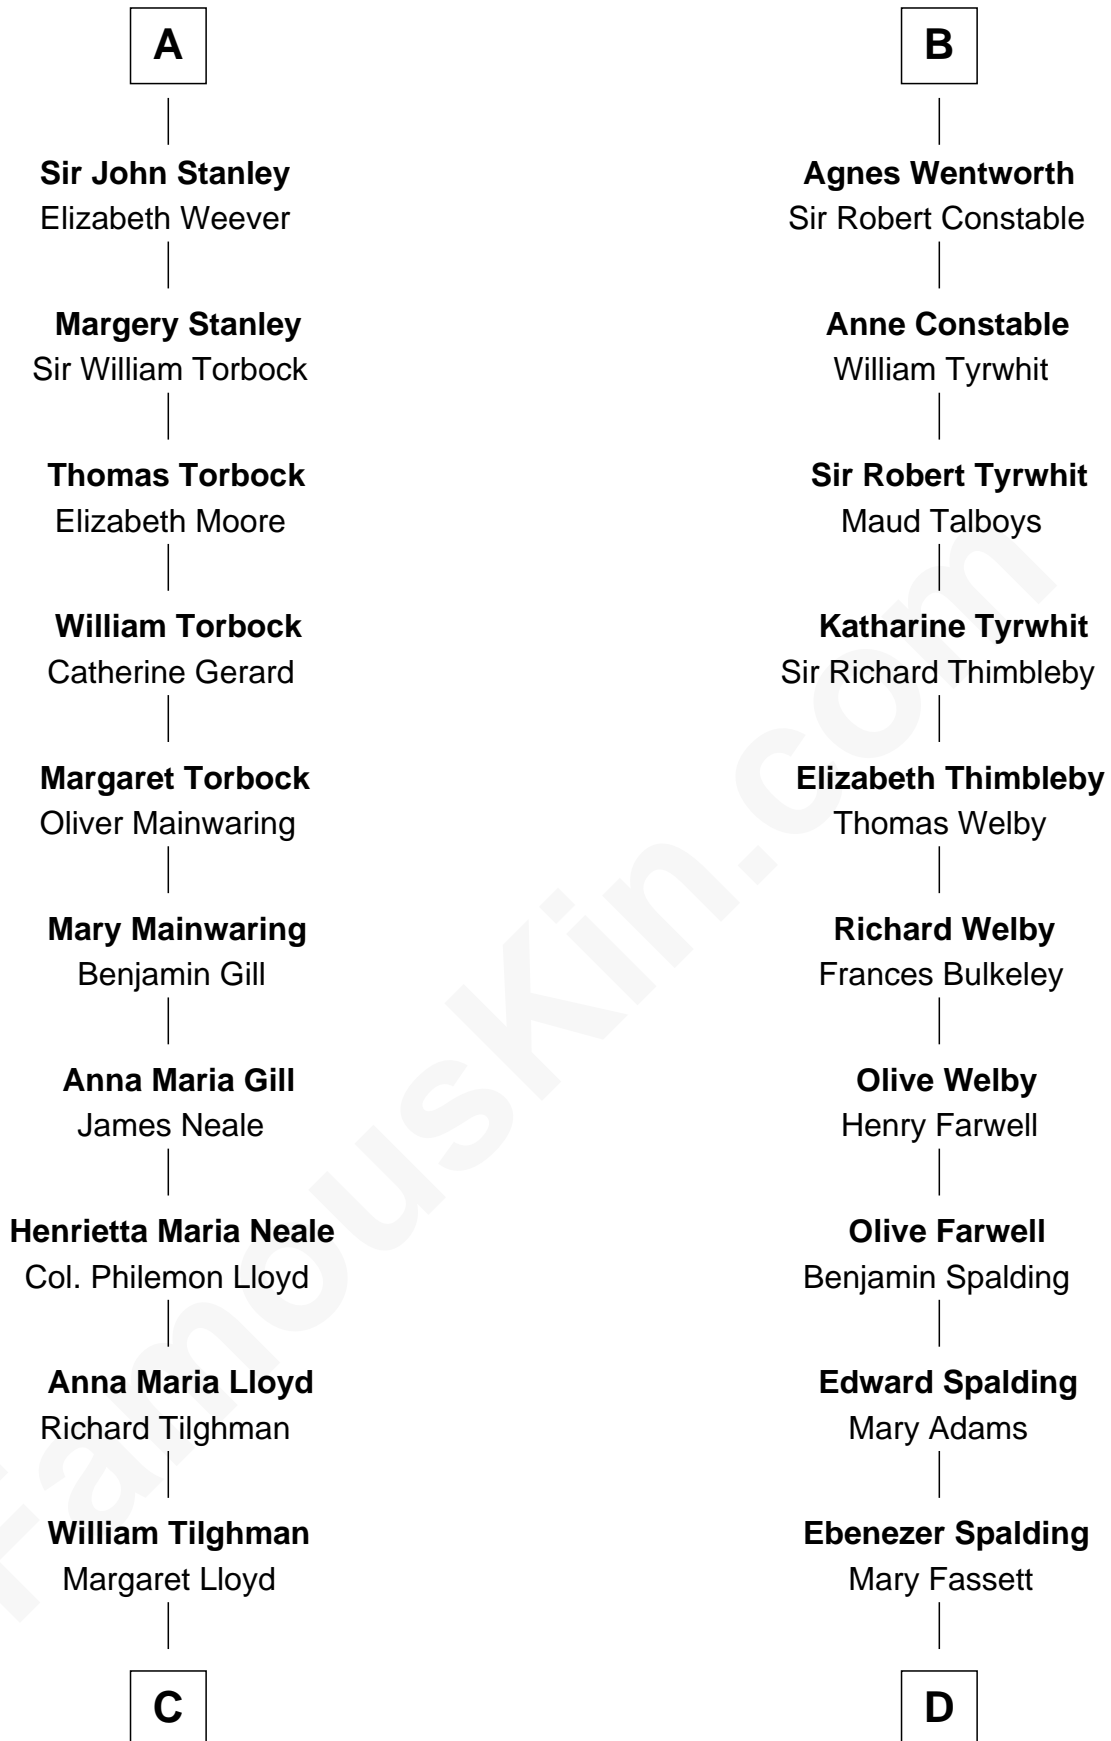 A
Sir John Stanley
Elizabeth Weever
Margery Stanley
Sir William Torbock
Thomas Torbock
Elizabeth Moore
William Torbock
Catherine Gerard
Margaret Torbock
Oliver Mainwaring
Mary Mainwaring
Benjamin Gill
Anna Maria Gill
James Neale
Henrietta Maria Neale
Col. Philemon Lloyd
Anna Maria Lloyd
Richard Tilghman
William Tilghman
Margaret Lloyd
C
B
Agnes Wentworth
Sir Robert Constable
Anne Constable
William Tyrwhit
Sir Robert Tyrwhit
Maud Talboys
Katharine Tyrwhit
Sir Richard Thimbleby
Elizabeth Thimbleby
Thomas Welby
Richard Welby
Frances Bulkeley
Olive Welby
Henry Farwell
Olive Farwell
Benjamin Spalding
Edward Spalding
Mary Adams
Ebenezer Spalding
Mary Fassett
D
FamousKin.com